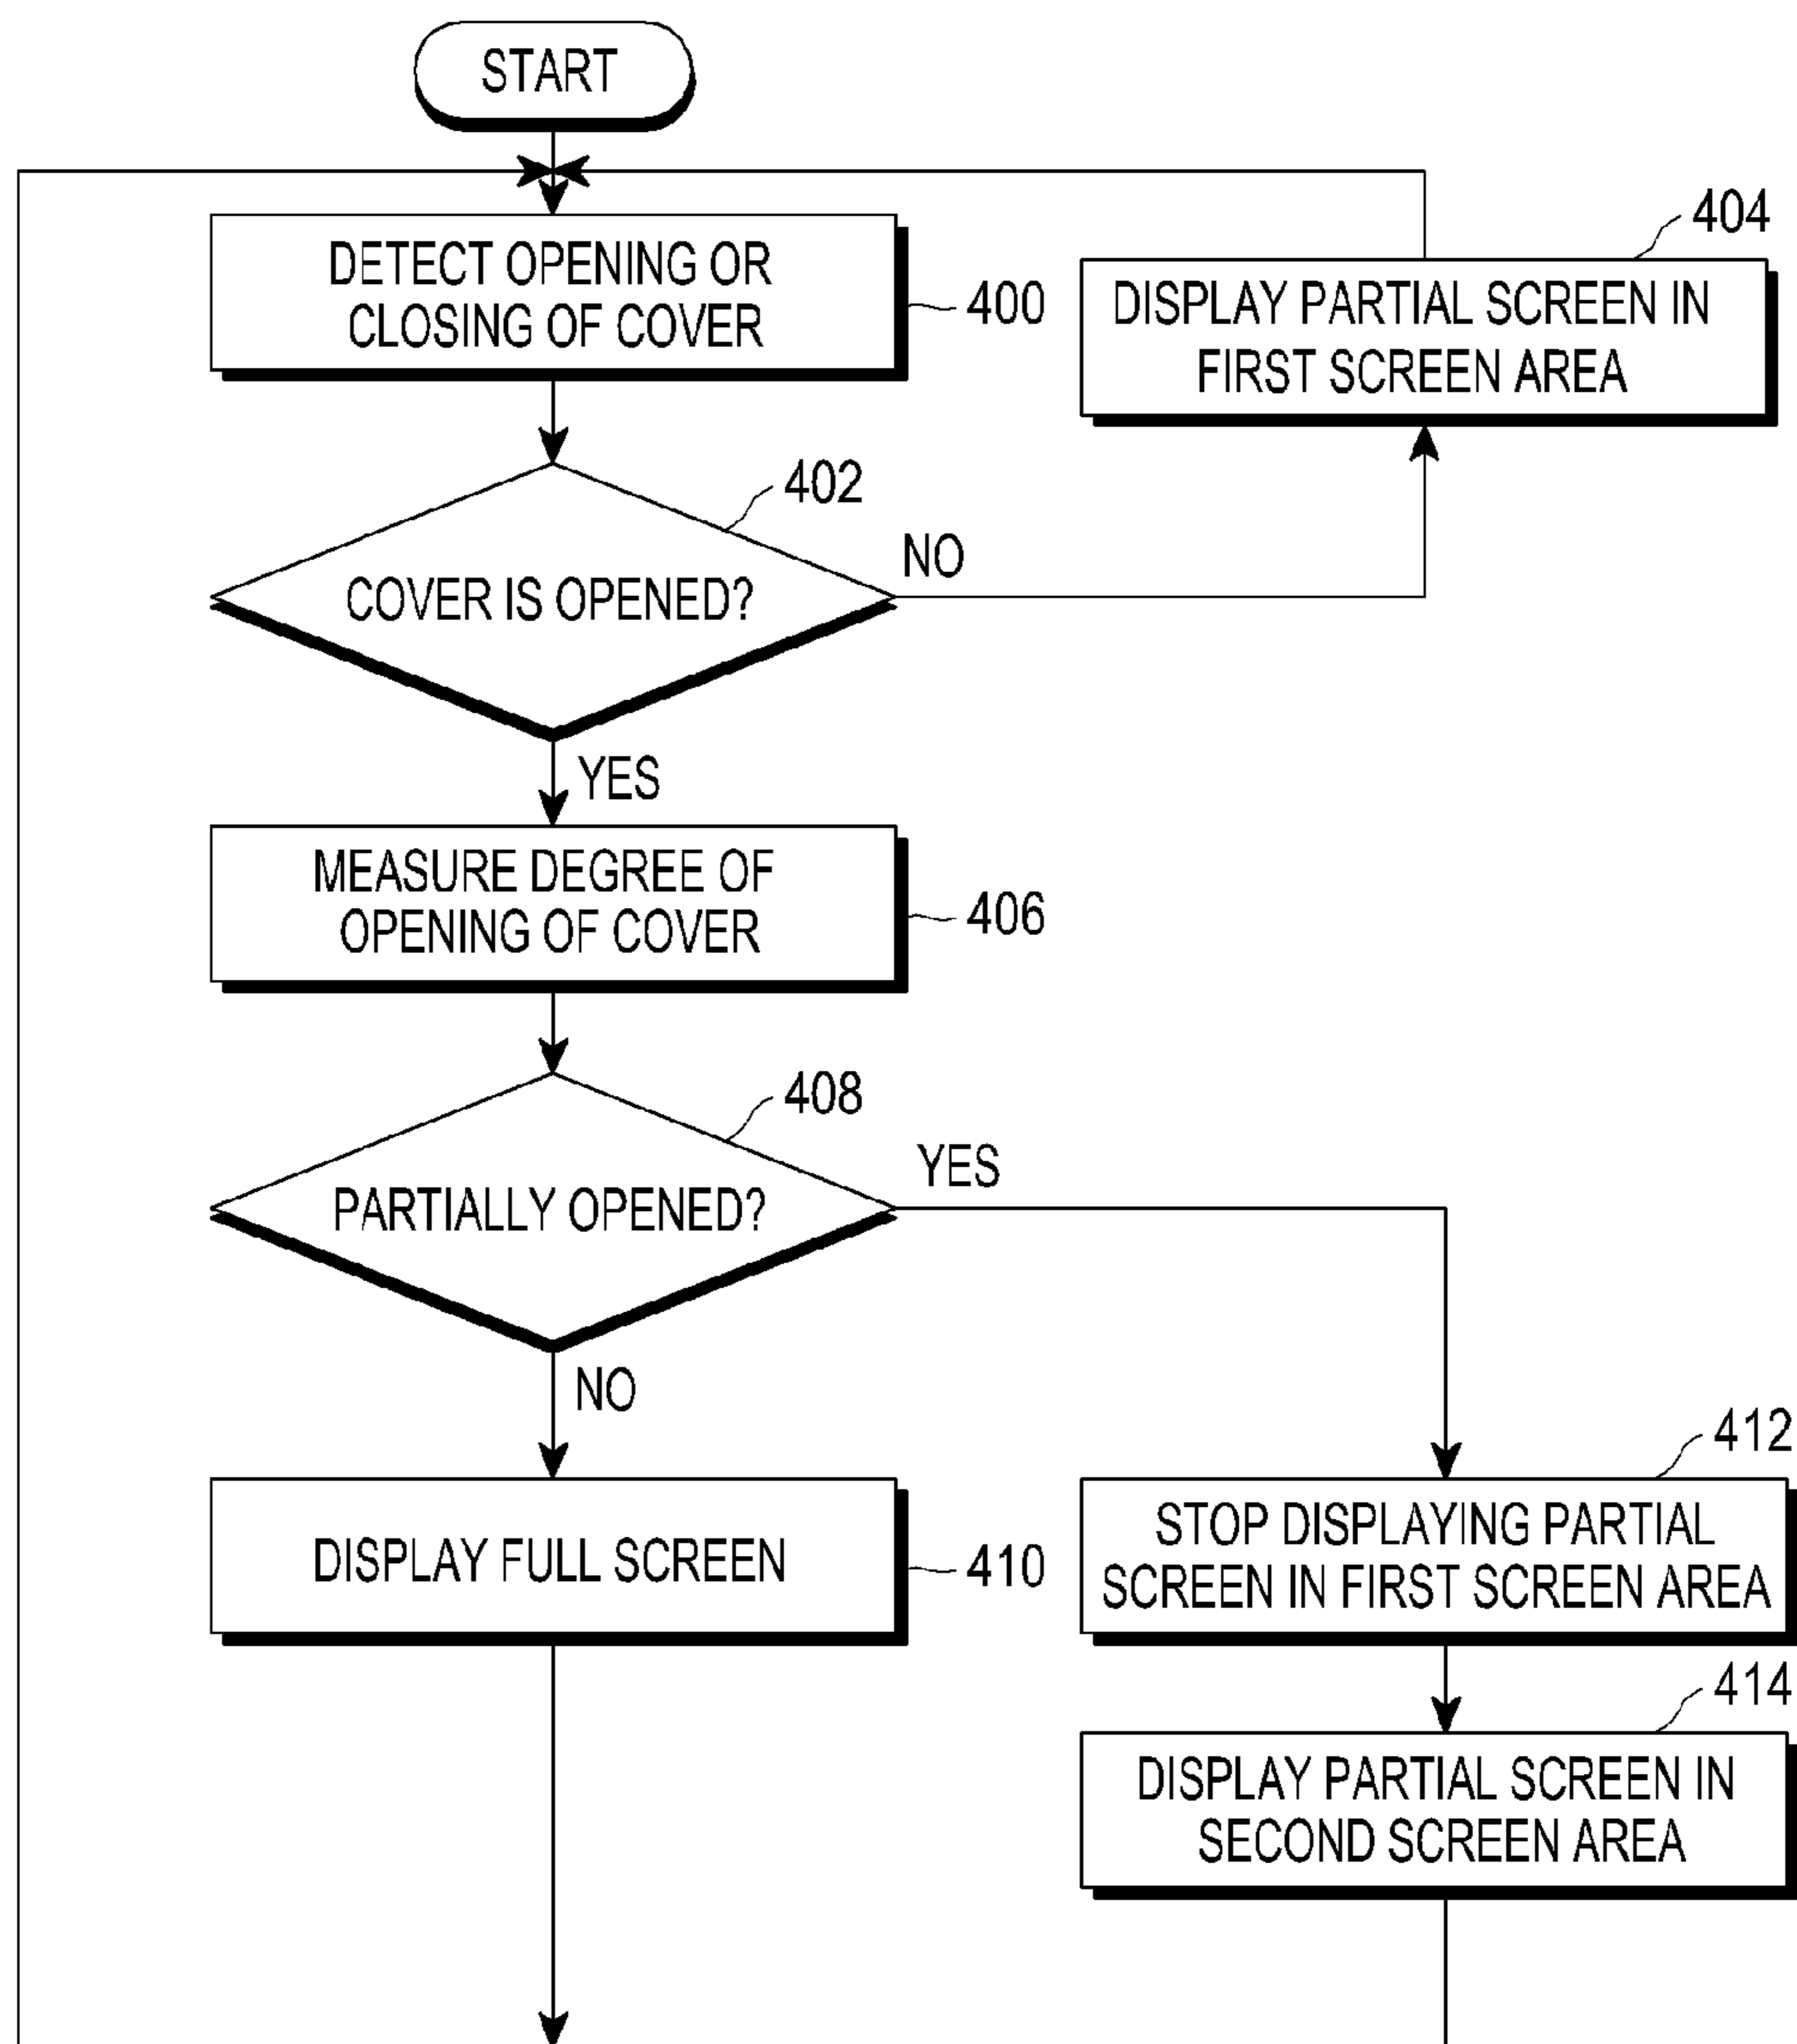 START
DETECT OPENING OR
CLOSING OF COVER
400
404
DISPLAY PARTIAL SCREEN IN
FIRST SCREEN AREA
402
COVER IS OPENED?
NO
YES
MEASURE DEGREE OF
OPENING OF COVER
406
408
PARTIALLY OPENED?
YES
NO
DISPLAY FULL SCREEN
410
412
STOP DISPLAYING PARTIAL
SCREEN IN FIRST SCREEN AREA
414
DISPLAY PARTIAL SCREEN IN
SECOND SCREEN AREA